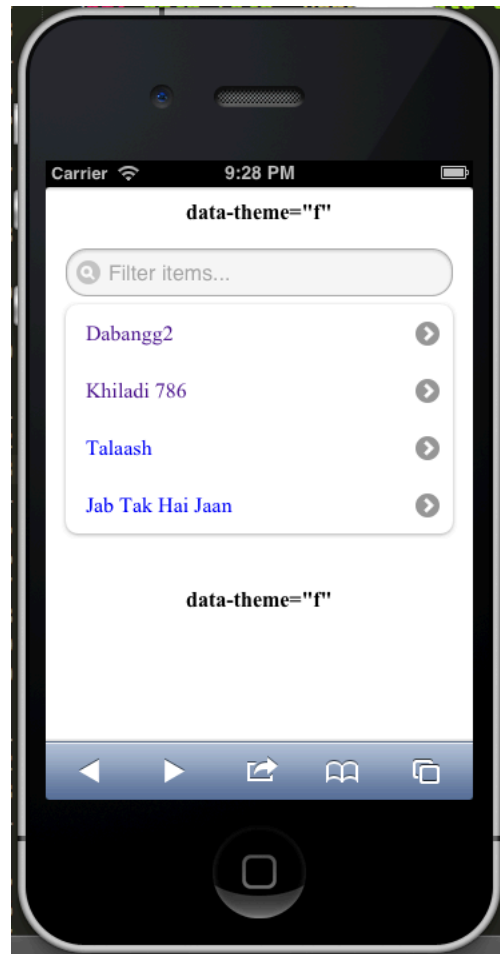 Carrier 9:28 PM
data-theme="f"
Filter items...
Dabangg2
Khiladi 786
Talaash
Jab Tak Hai Jaan
data-theme="f"